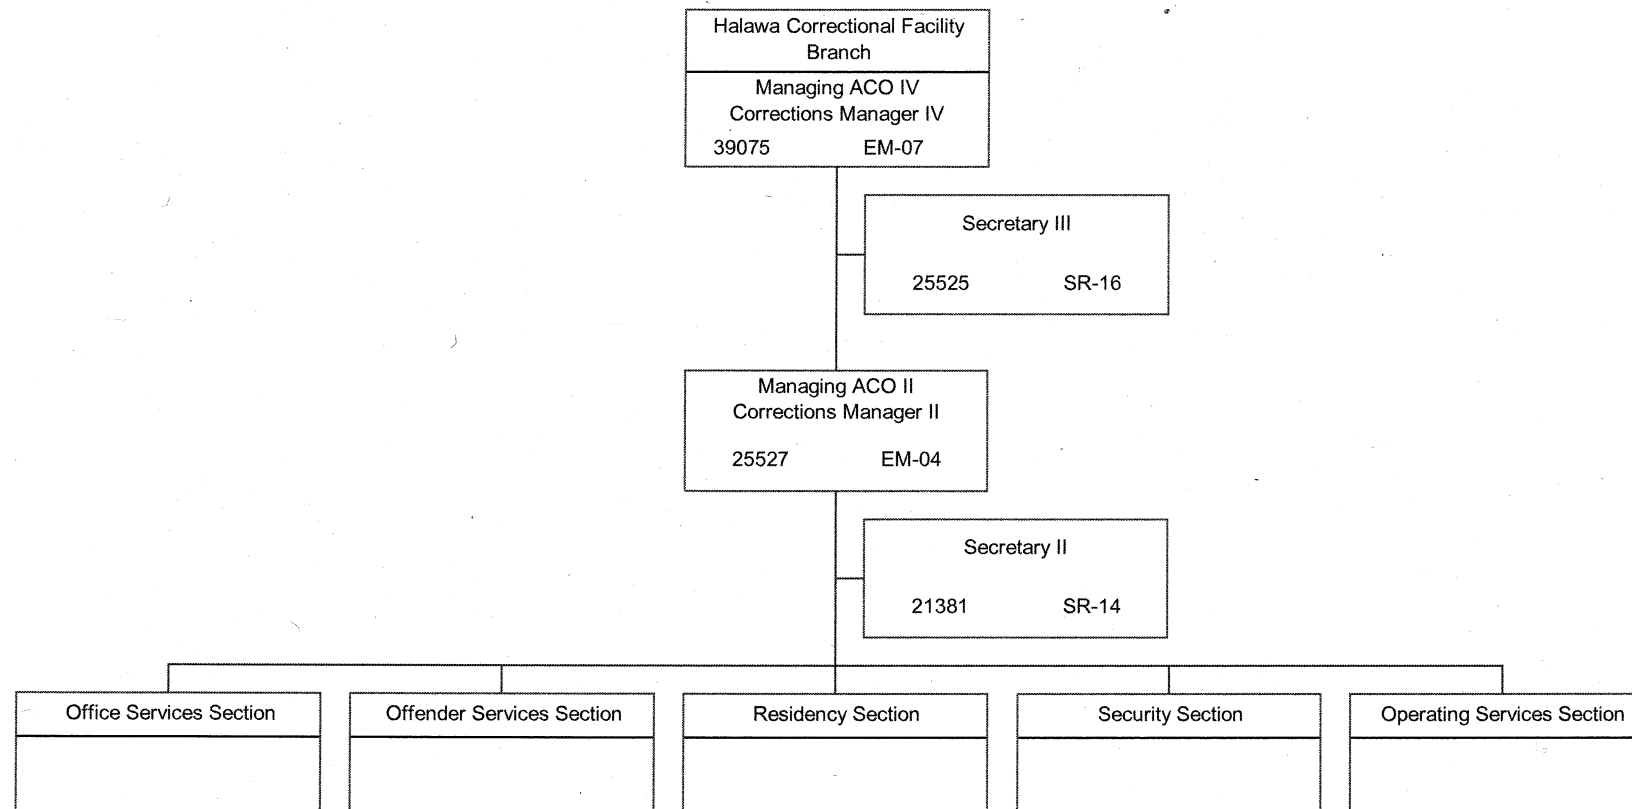 Halawa Correctional Facility
Branch
Managing ACO IV
Corrections Manager IV
39075 EM-07
Secretary III
25525 SR-16
Managing ACO II
Corrections Manager II
25527 EM-04
Secretary II
21381 SR-14
Office Services Section
Offender Services Section
Residency Section
Security Section
Operating Services Section